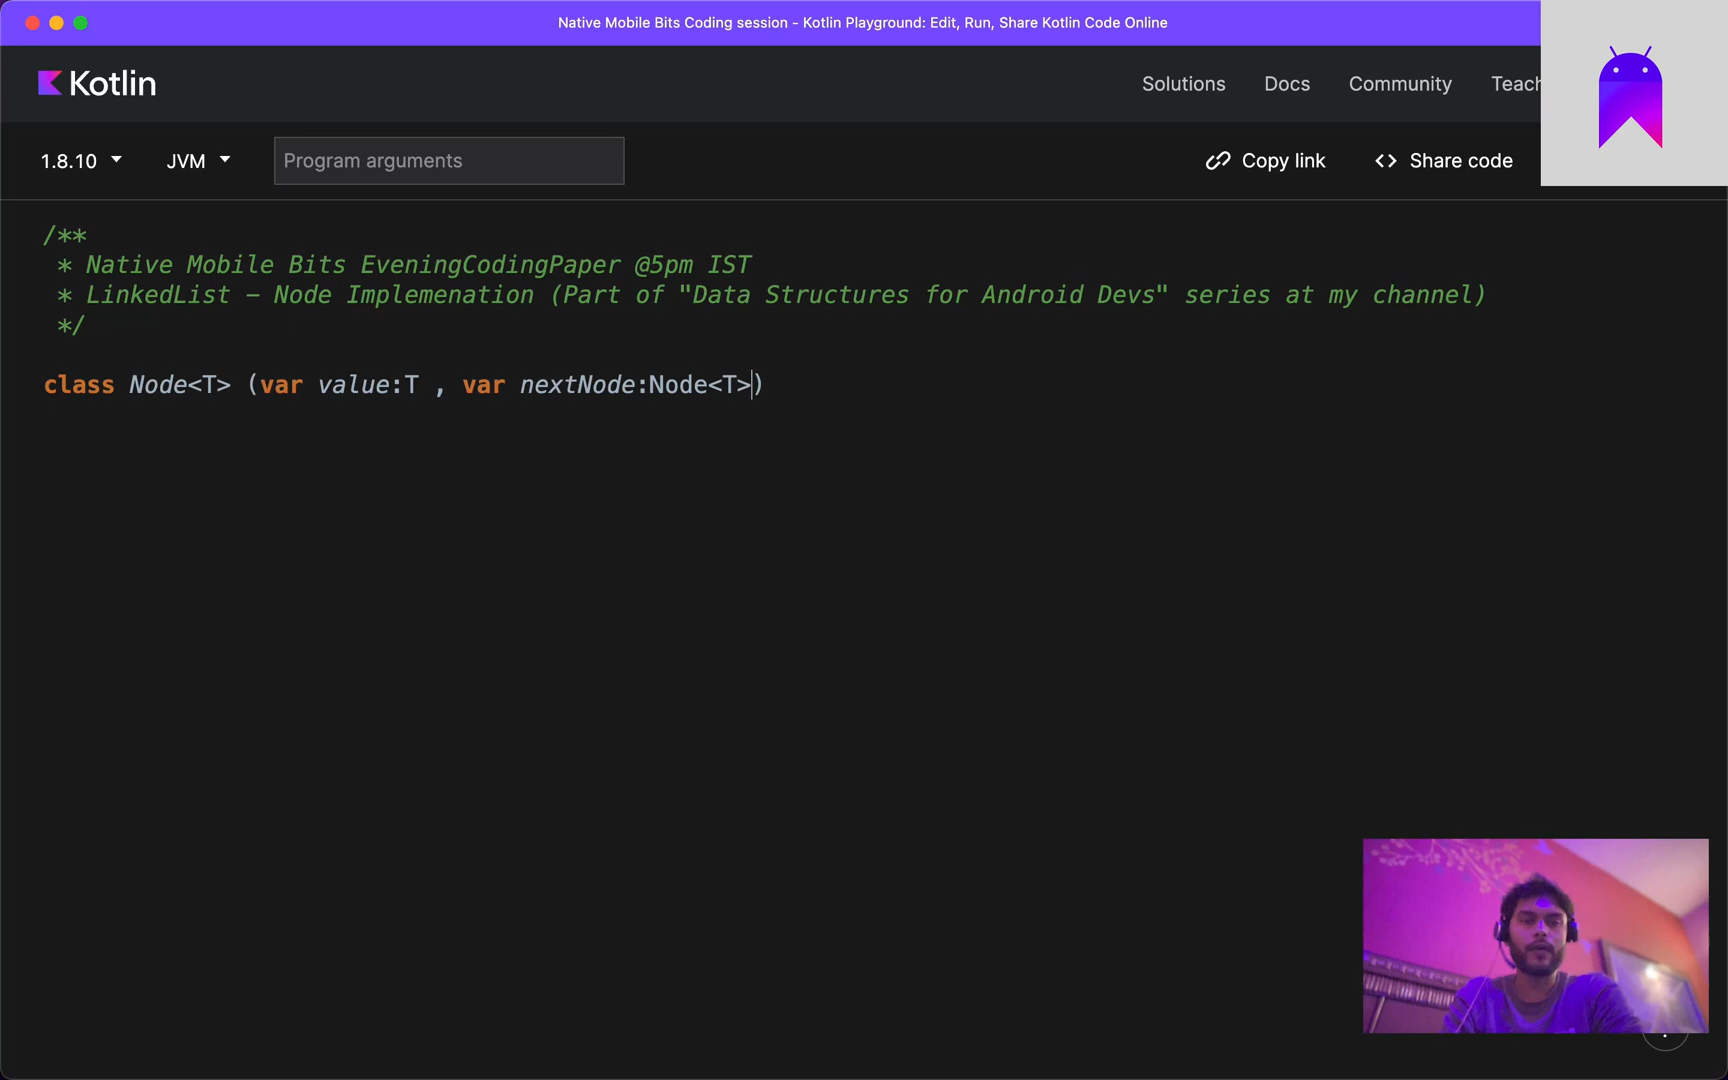 Native Mobile Bits Coding session - Kotlin Playground: Edit, Run, Share Kotlin Code Online
Kotlin
Solutions Docs Community Teach
1.8.10 JVM Program arguments Copy link <> Share code
/**
* Native Mobile Bits EveningCodingPaper @5pm IST
* LinkedList – Node Implemenation (Part of "Data Structures for Android Devs" series at my channel)
*/
class Node<T> (var value:T , var nextNode:Node<T>)